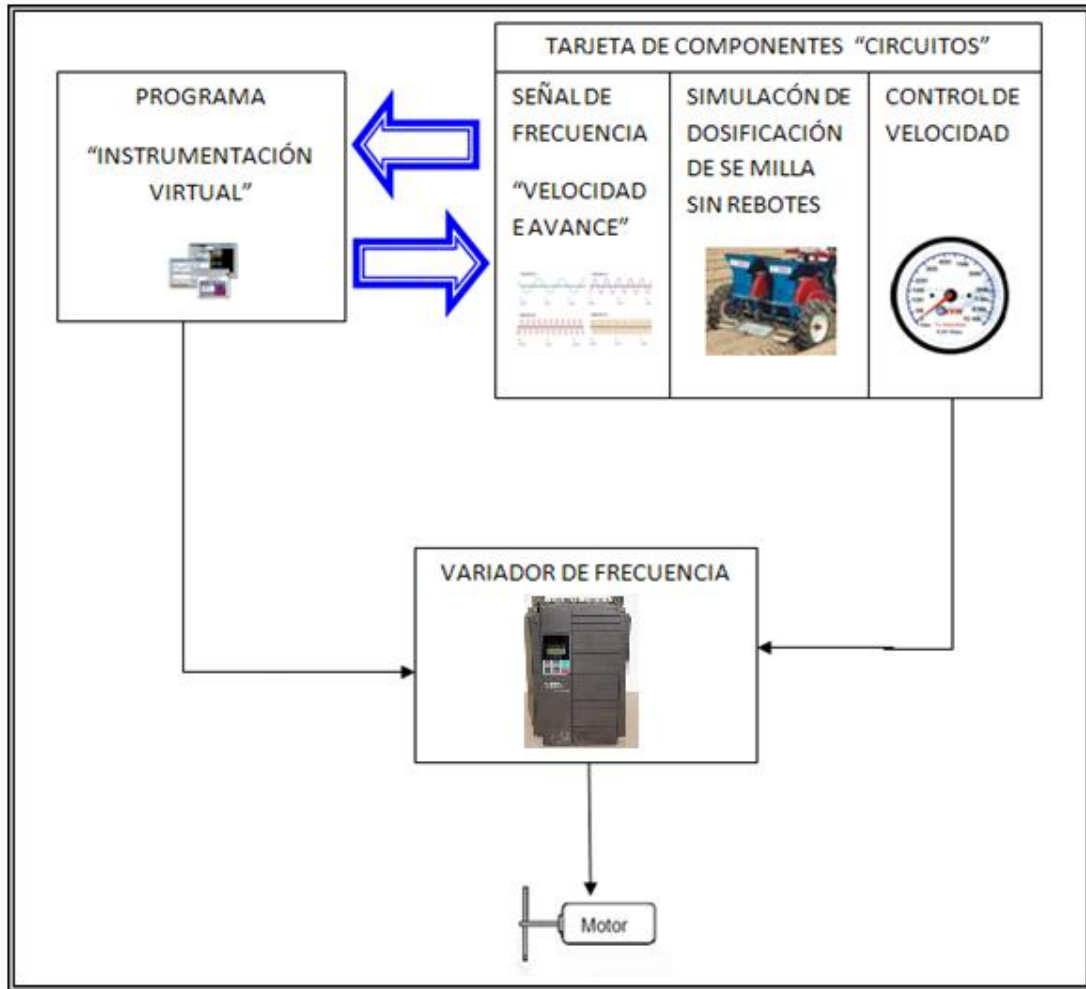 PROGRAMA
"INSTRUMENTACIÓN
VIRTUAL"
TARJETA DE COMPONENTES "CIRCUITOS"
SEÑAL DE
FRECUENCIA
"VELOCIDAD
E AVANCE"
SIMULACÓN DE
DOSIFICACIÓN
DE SE MILLA
SIN REBOTES
CONTROL DE
VELOCIDAD
VARIADOR DE FRECUENCIA
Motor